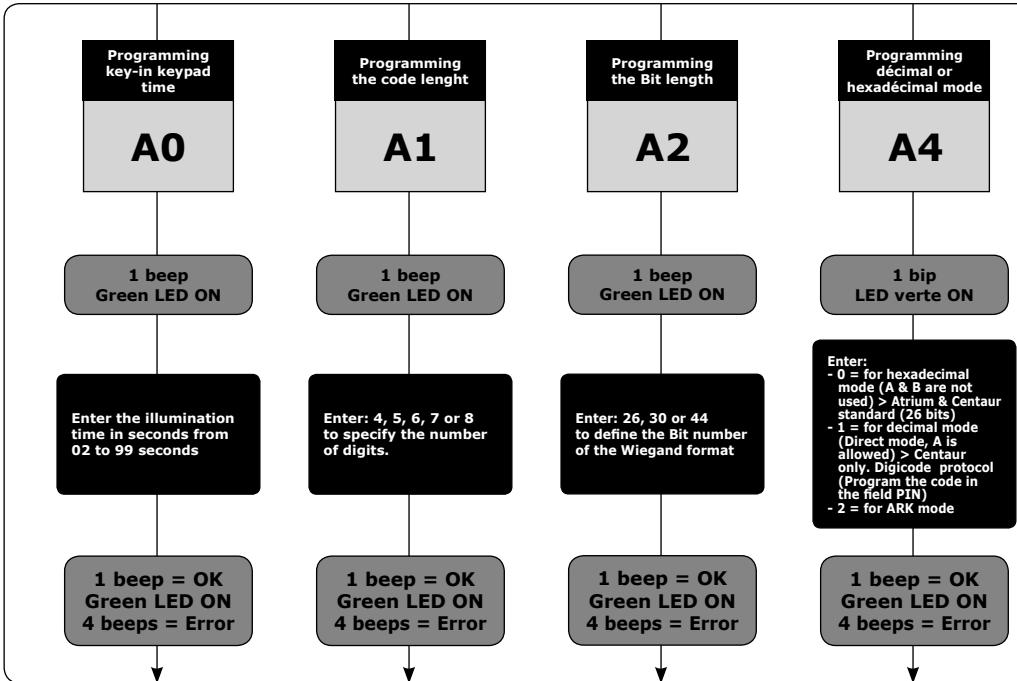 Programming
key-in keypad
time
A0
1 beep
Green LED ON
Enter the illumination
time in seconds from
02 to 99 seconds
1 beep = OK
Green LED ON
4 beeps = Error
Programming
the code lenght
A1
1 beep
Green LED ON
Enter: 4, 5, 6, 7 or 8
to specify the number
of digits.
1 beep = OK
Green LED ON
4 beeps = Error
Programming
the Bit length
A2
1 beep
Green LED ON
Enter: 26, 30 or 44
to define the Bit number
of the Wiegand format
1 beep = OK
Green LED ON
4 beeps = Error
Programming
décimal or
hexadécimal mode
A4
1 bip
LED verte ON
Enter:
- 0 = for hexadecimal
mode (A & B are not
used) > Atrium & Centaur
standard (26 bits)
- 1 = for decimal mode
(Direct mode, A is
allowed) > Centaur
only. Digicode protocol
(Program the code in
the field PIN)
- 2 = for ARK mode
1 beep = OK
Green LED ON
4 beeps = Error